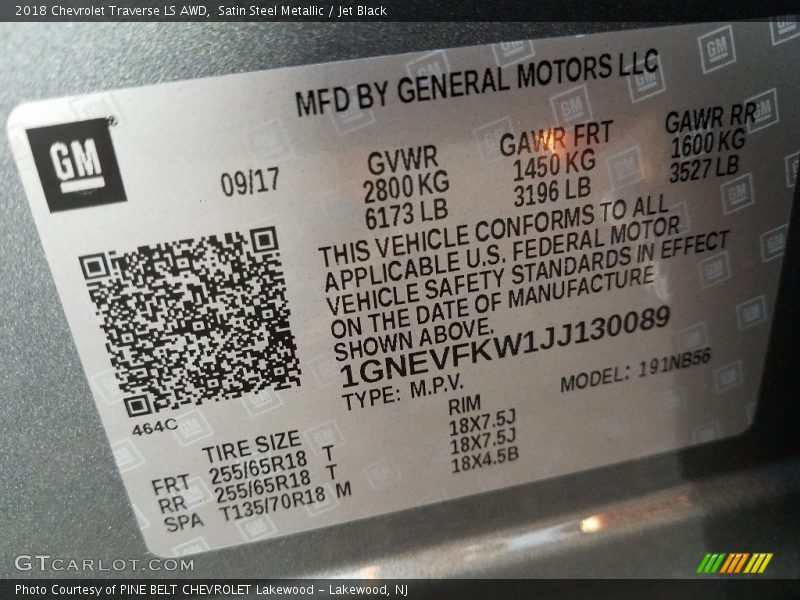 2018 Chevrolet Traverse LS AWD, Satin Steel Metallic / Jet Black
MFD BY GENERAL MOTORS LLC
GM
09/17
GVWR
2800 KG
6173 LB
GAWR FRT
1450 KG
3196 LB
GAWR RR
1600 KG
3527 LB
THIS VEHICLE CONFORMS TO ALL
APPLICABLE U.S. FEDERAL MOTOR
VEHICLE SAFETY STANDARDS IN EFFECT
ON THE DATE OF MANUFACTURE
SHOWN ABOVE.
1GNEVFKW1JJ130089
TYPE: M.P.V.
MODEL: 191NB56
464C
TIRE SIZE
RIM
FRT 255/65R18 T 18X7.5J
RR 255/65R18 T 18X7.5J
SPA T135/70R18 M 18X4.5B
GTCARLOT.COM
Photo Courtesy of PINE BELT CHEVROLET Lakewood - Lakewood, NJ